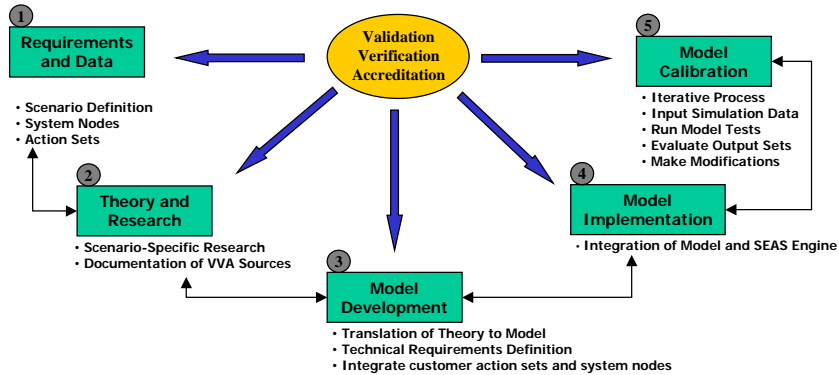 1
Requirements
and Data
• Scenario Definition
• System Nodes
• Action Sets
Validation
Verification
Accreditation
2
Theory and
Research
• Scenario-Specific Research
• Documentation of VVA Sources
3
Model
Development
• Translation of Theory to Model
• Technical Requirements Definition
• Integrate customer action sets and system nodes
4
Model
Implementation
• Integration of Model and SEAS Engine
5
Model
Calibration
• Iterative Process
• Input Simulation Data
• Run Model Tests
• Evaluate Output Sets
• Make Modifications